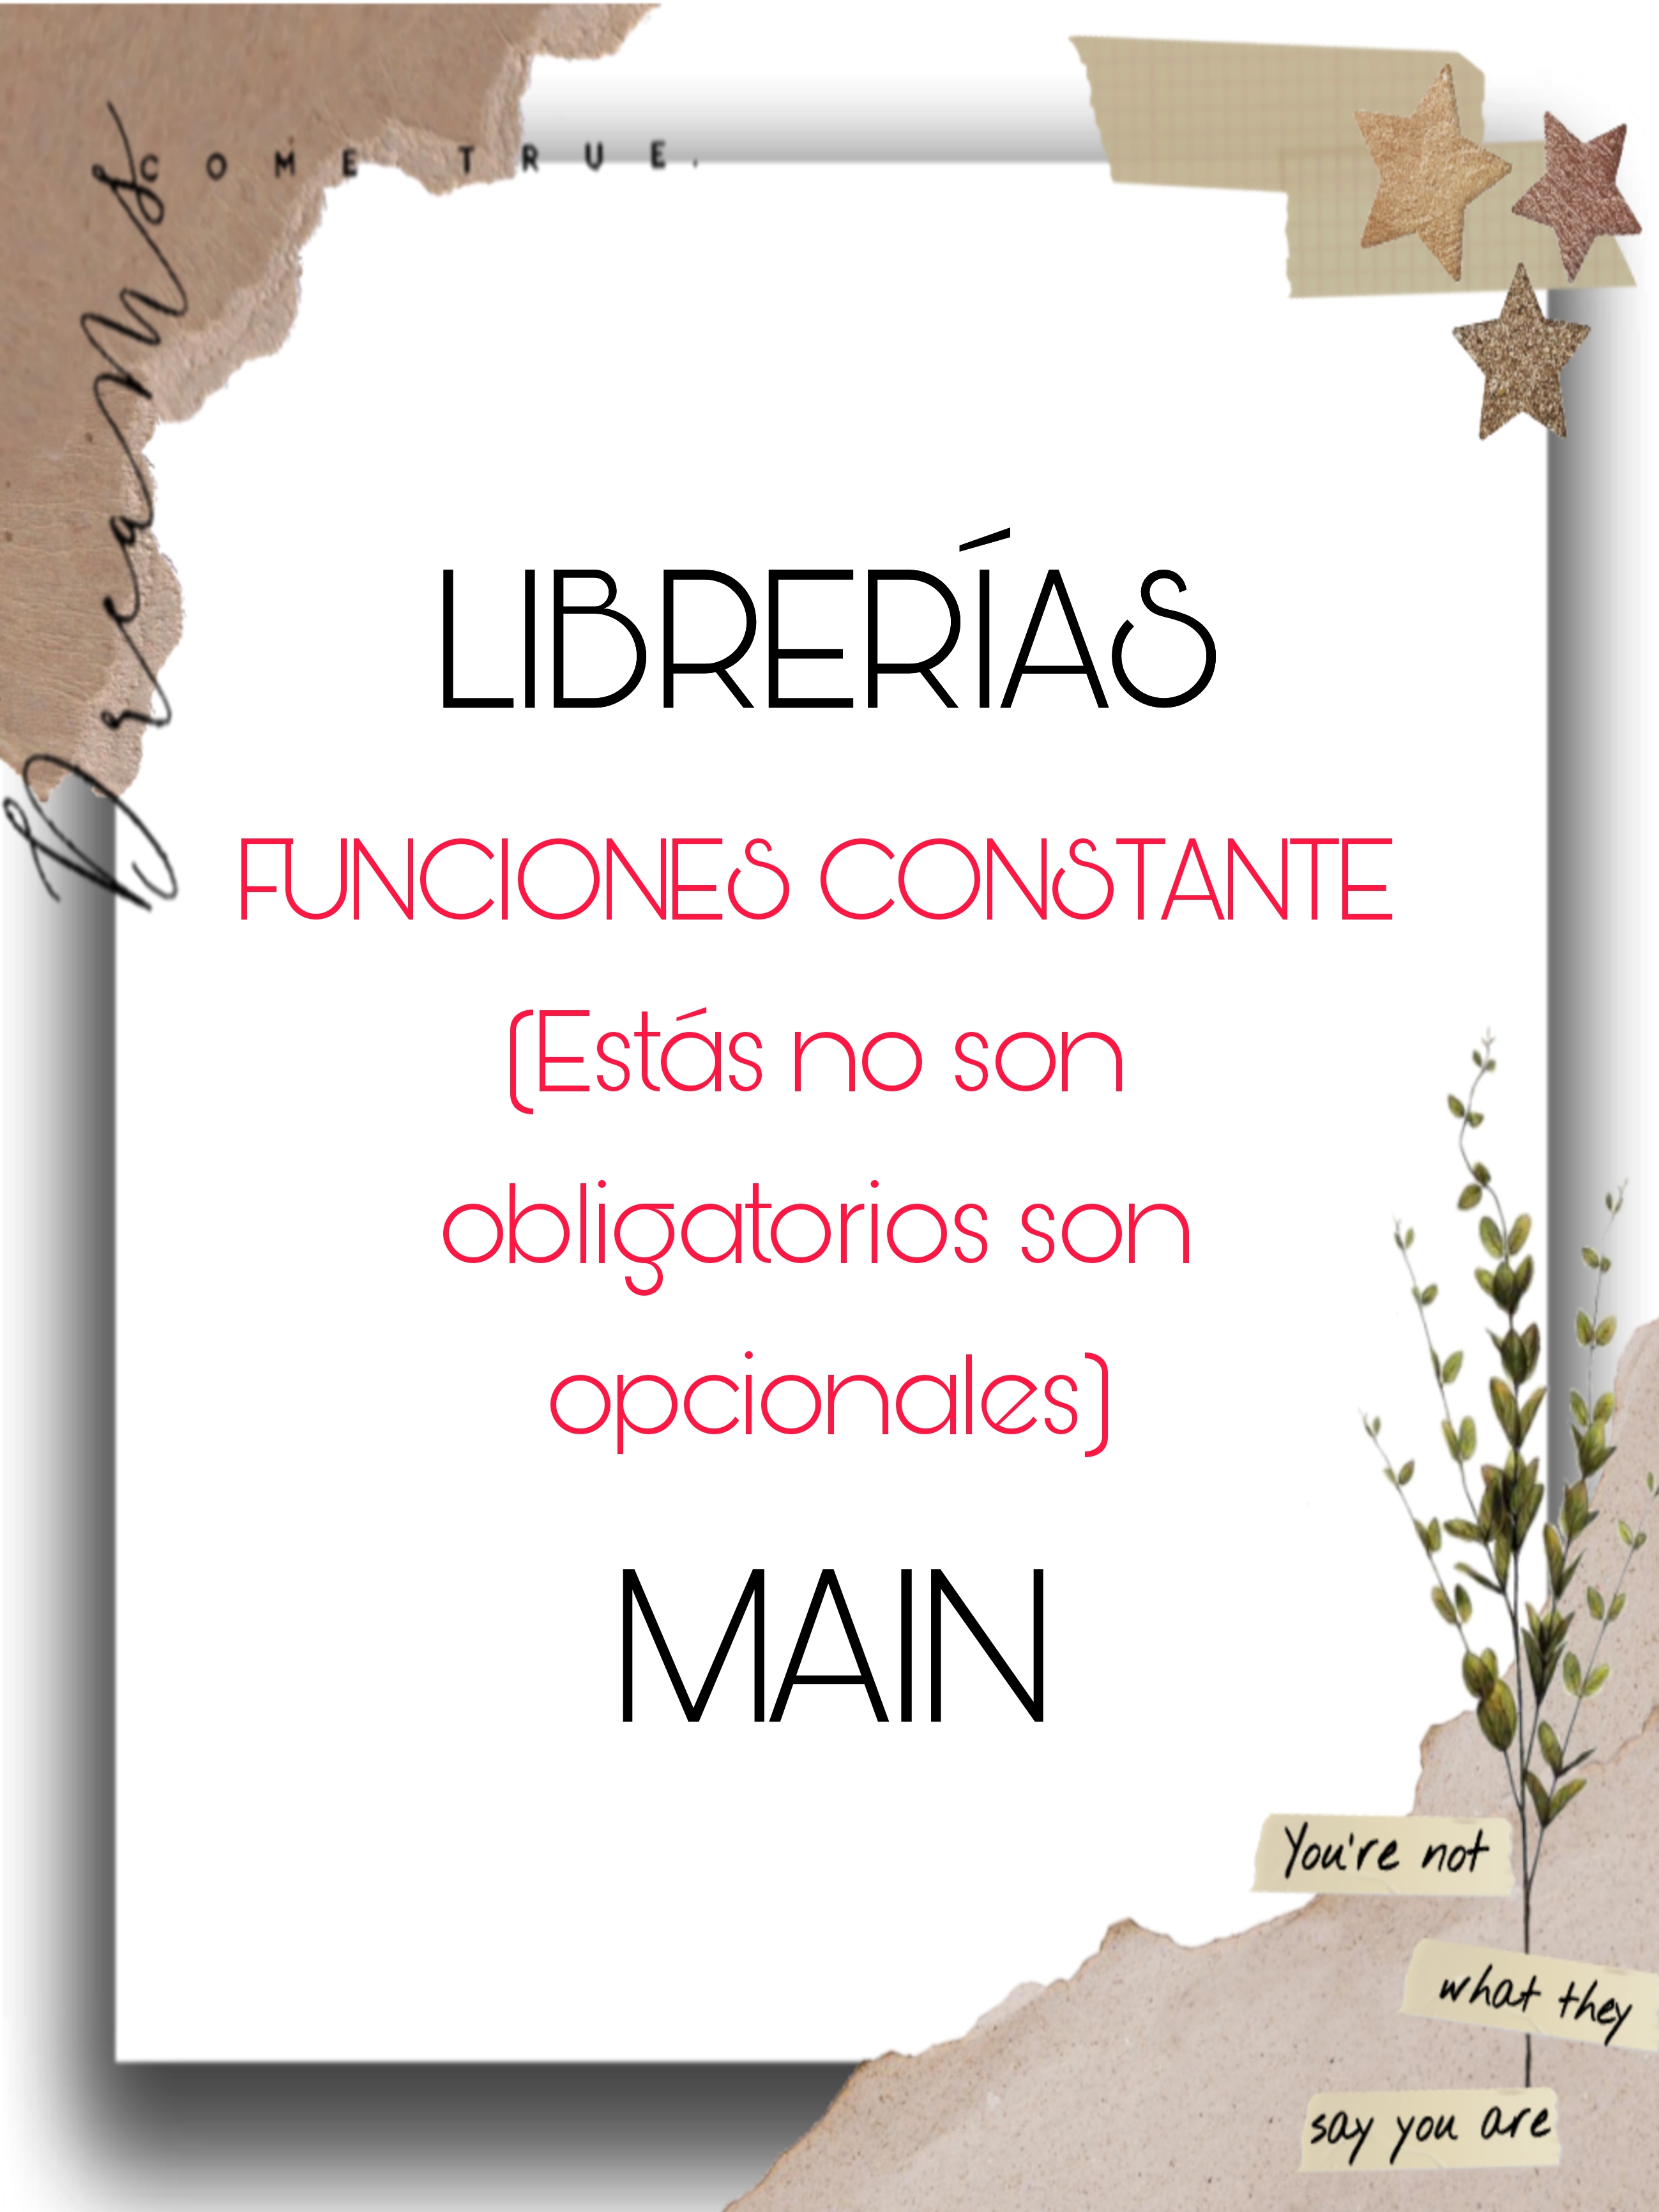 DreaMs
COME TRUE.
LIBRERÍAS
FUNCIONES CONSTANTE
(Estás no son
obligatorios son
opcionales)
MAIN
You're not
what they
say you are